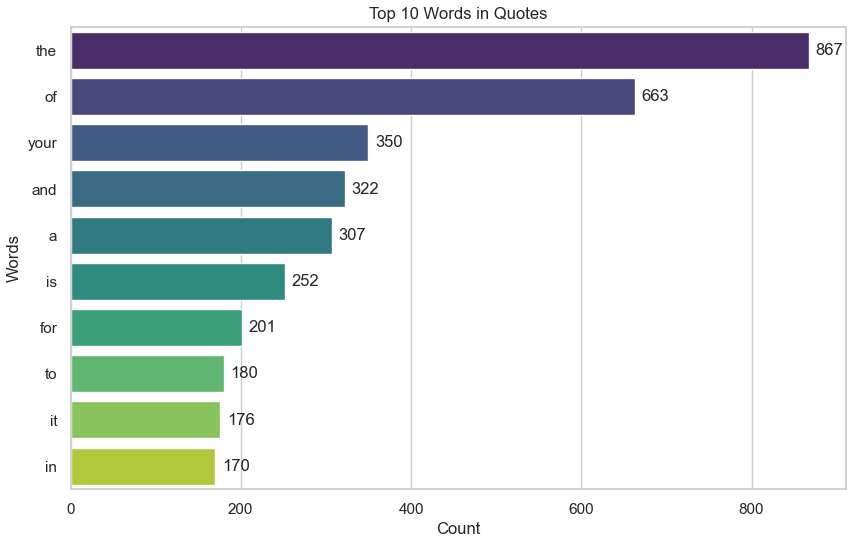 Top 10 Words in Quotes
Words
the 867
of 663
your 350
and 322
a 307
is 252
for 201
to 180
it 176
in 170
0 200 400 600 800
Count